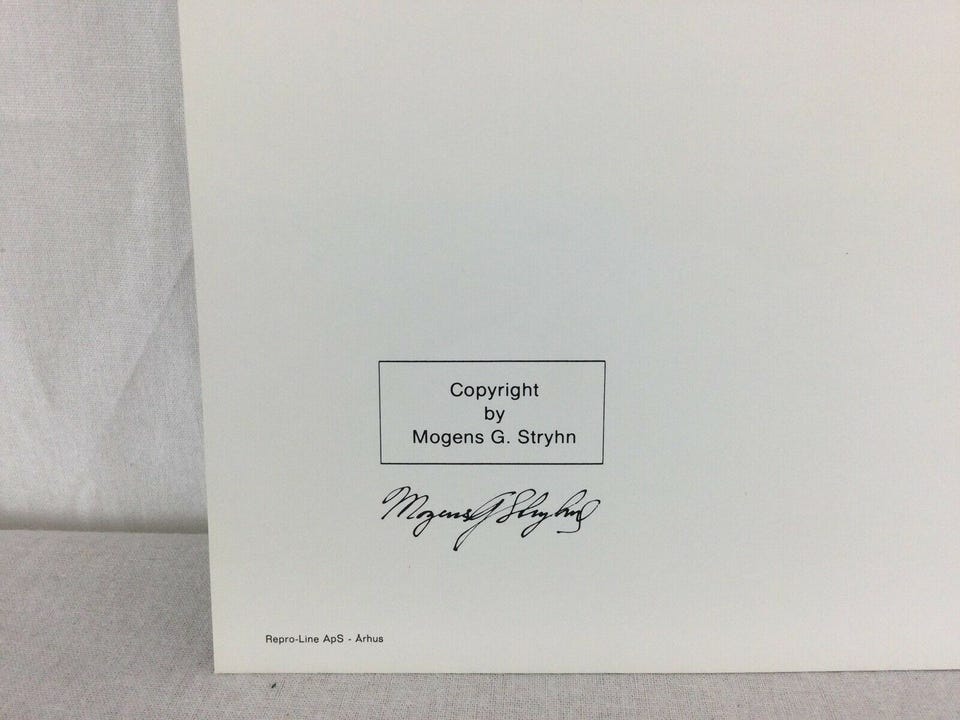 Copyright
by
Mogens G. Stryhn
Mogens G Stryhn
Repro-Line ApS - Århus